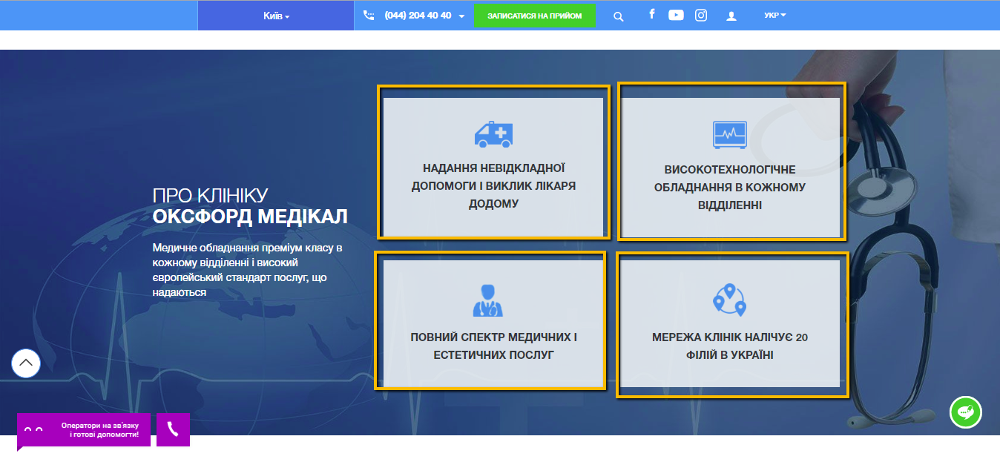 Київ
(044) 204 40 40
ЗАПИСАТИСЯ НА ПРИЙОМ
УКР
ПРО КЛІНІКУ
ОКСФОРД МЕДІКАЛ
Медичне обладнання преміум класу в
кожному відділенні і високий
європейський стандарт послуг, що
надаються
НАДАННЯ НЕВІДКЛАДНОЇ
ДОПОМОГИ І ВИКЛИК ЛІКАРЯ
ДОДОМУ
ВИСОКОТЕХНОЛОГІЧНЕ
ОБЛАДНАННЯ В КОЖНОМУ
ВІДДІЛЕННІ
ПОВНИЙ СПЕКТР МЕДИЧНИХ І
ЕСТЕТИЧНИХ ПОСЛУГ
МЕРЕЖА КЛІНІК НАЛІЧУЄ 20
ФІЛІЙ В УКРАЇНІ
Оператори на зв'язку
і готові допомогти!